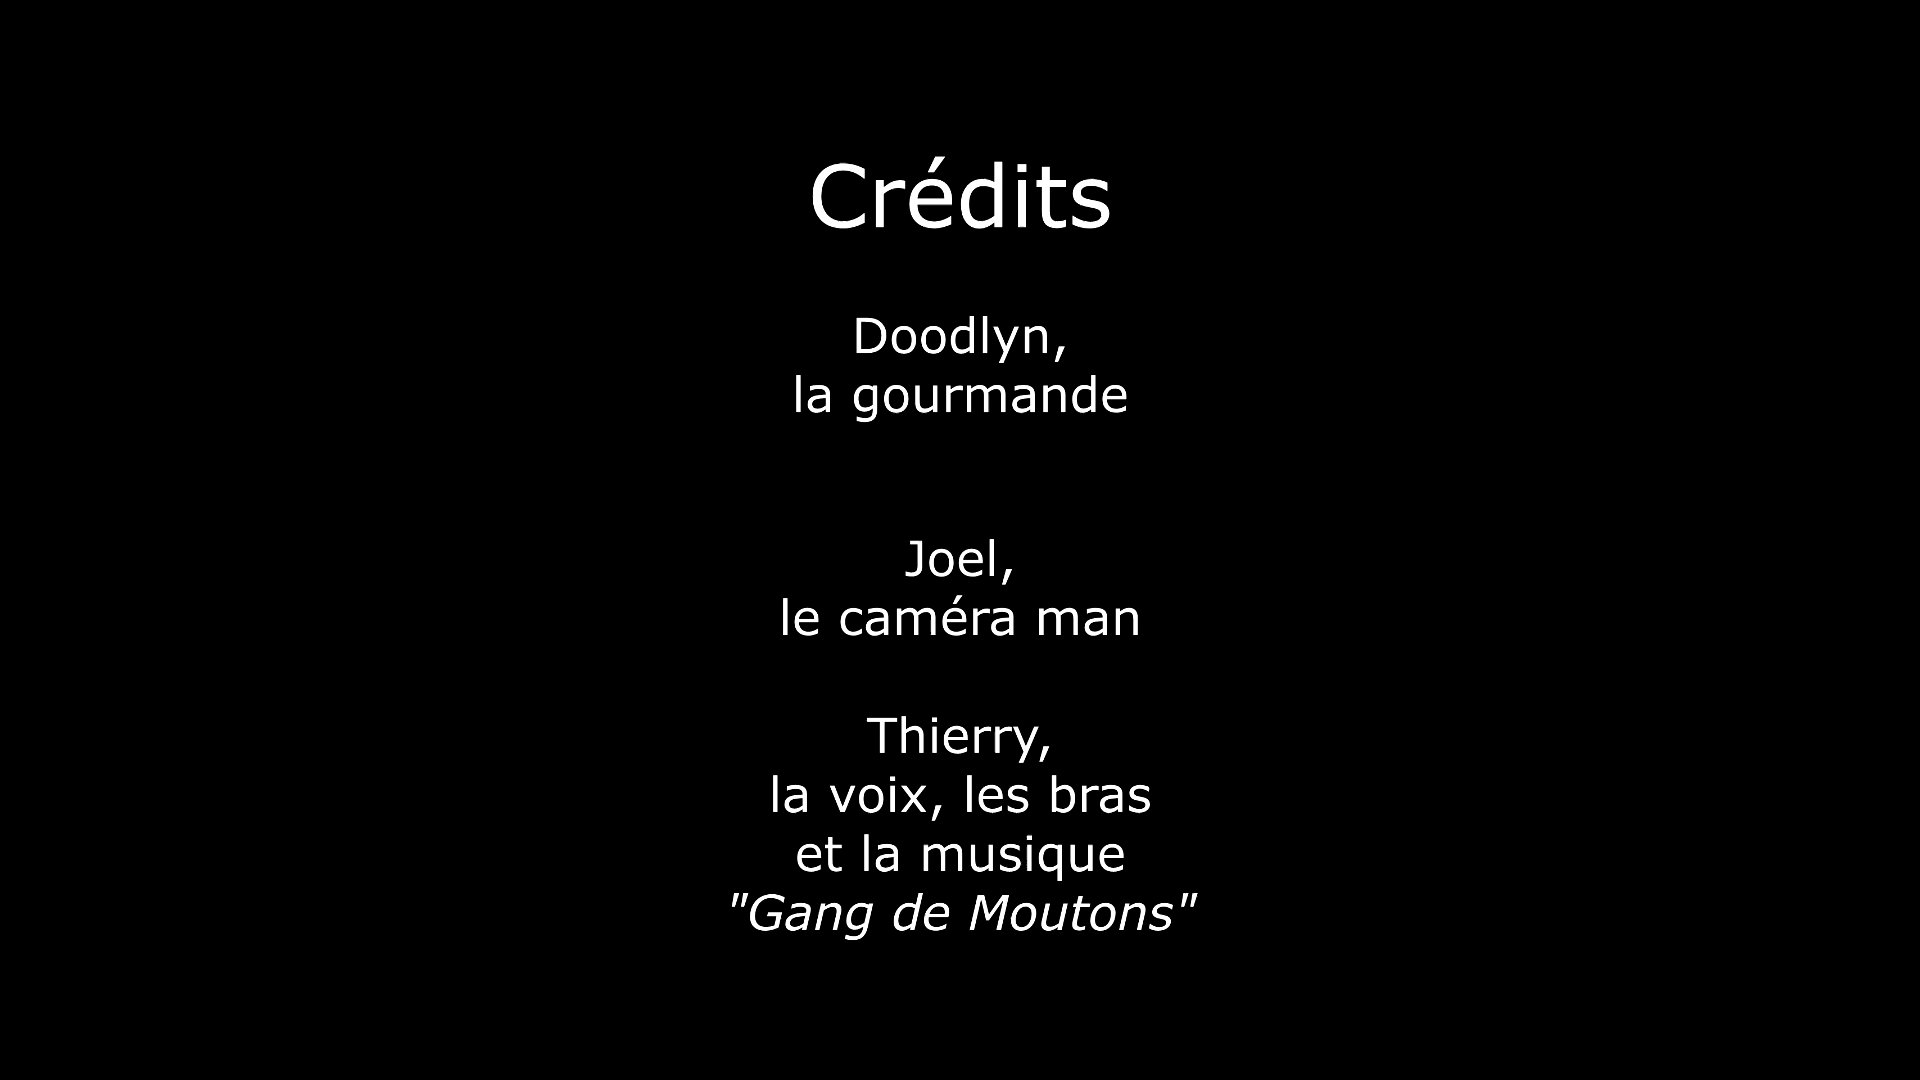 Crédits
Doodlyn,
la gourmande
Joel,
le caméra man
Thierry,
la voix, les bras
et la musique
"Gang de Moutons"